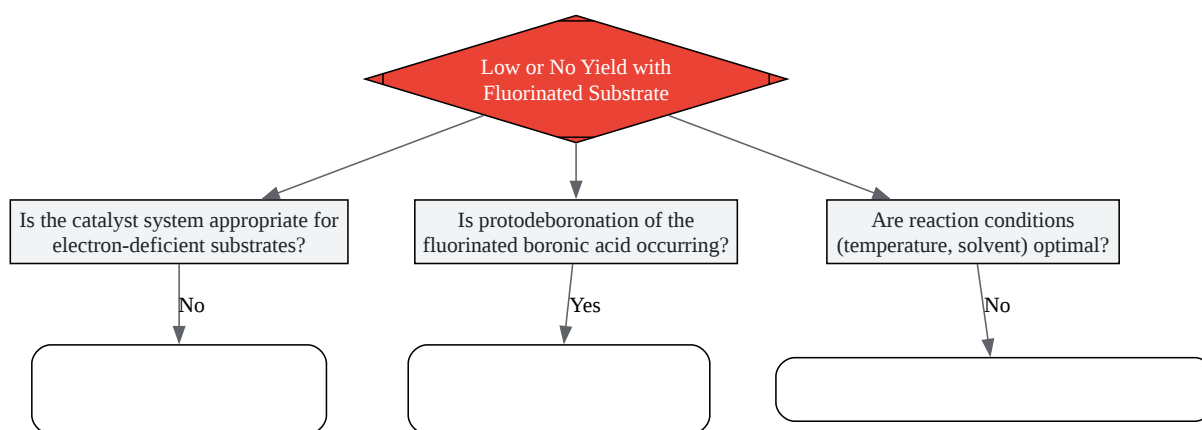 Low or No Yield with
Fluorinated Substrate
Is the catalyst system appropriate for
electron-deficient substrates?
Is protodeboronation of the
fluorinated boronic acid occurring?
Are reaction conditions
(temperature, solvent) optimal?
No
Yes
No